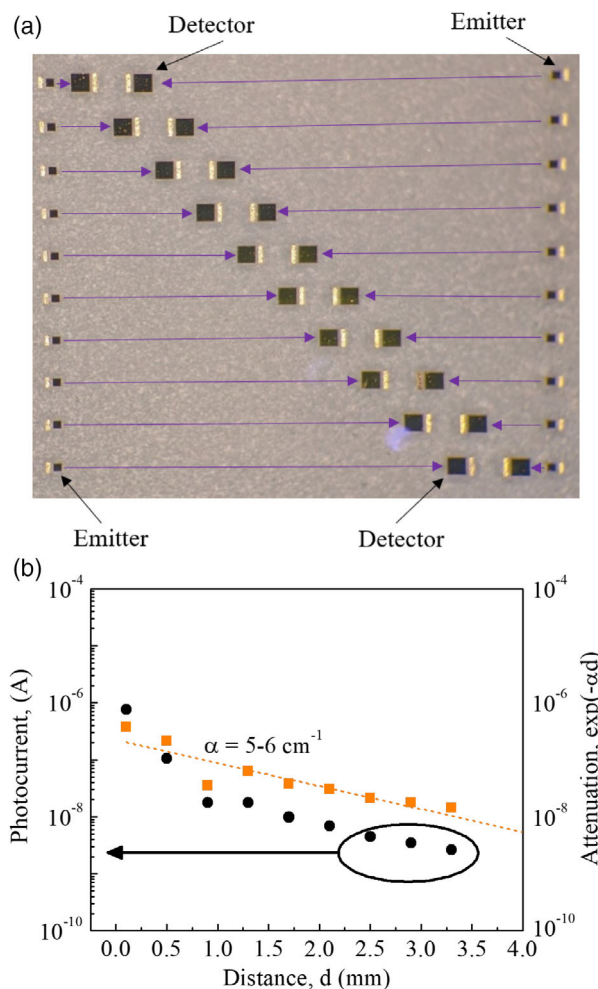 (a)
Detector
Emitter
Emitter
Detector
(b)
10⁻⁴
10⁻⁴
10⁻⁶
10⁻⁶
α = 5-6 cm⁻¹
10⁻⁸
10⁻⁸
10⁻¹⁰
10⁻¹⁰
Photocurrent, (A)
Attenuation, exp(-αd)
0.0 0.5 1.0 1.5 2.0 2.5 3.0 3.5 4.0
Distance, d (mm)